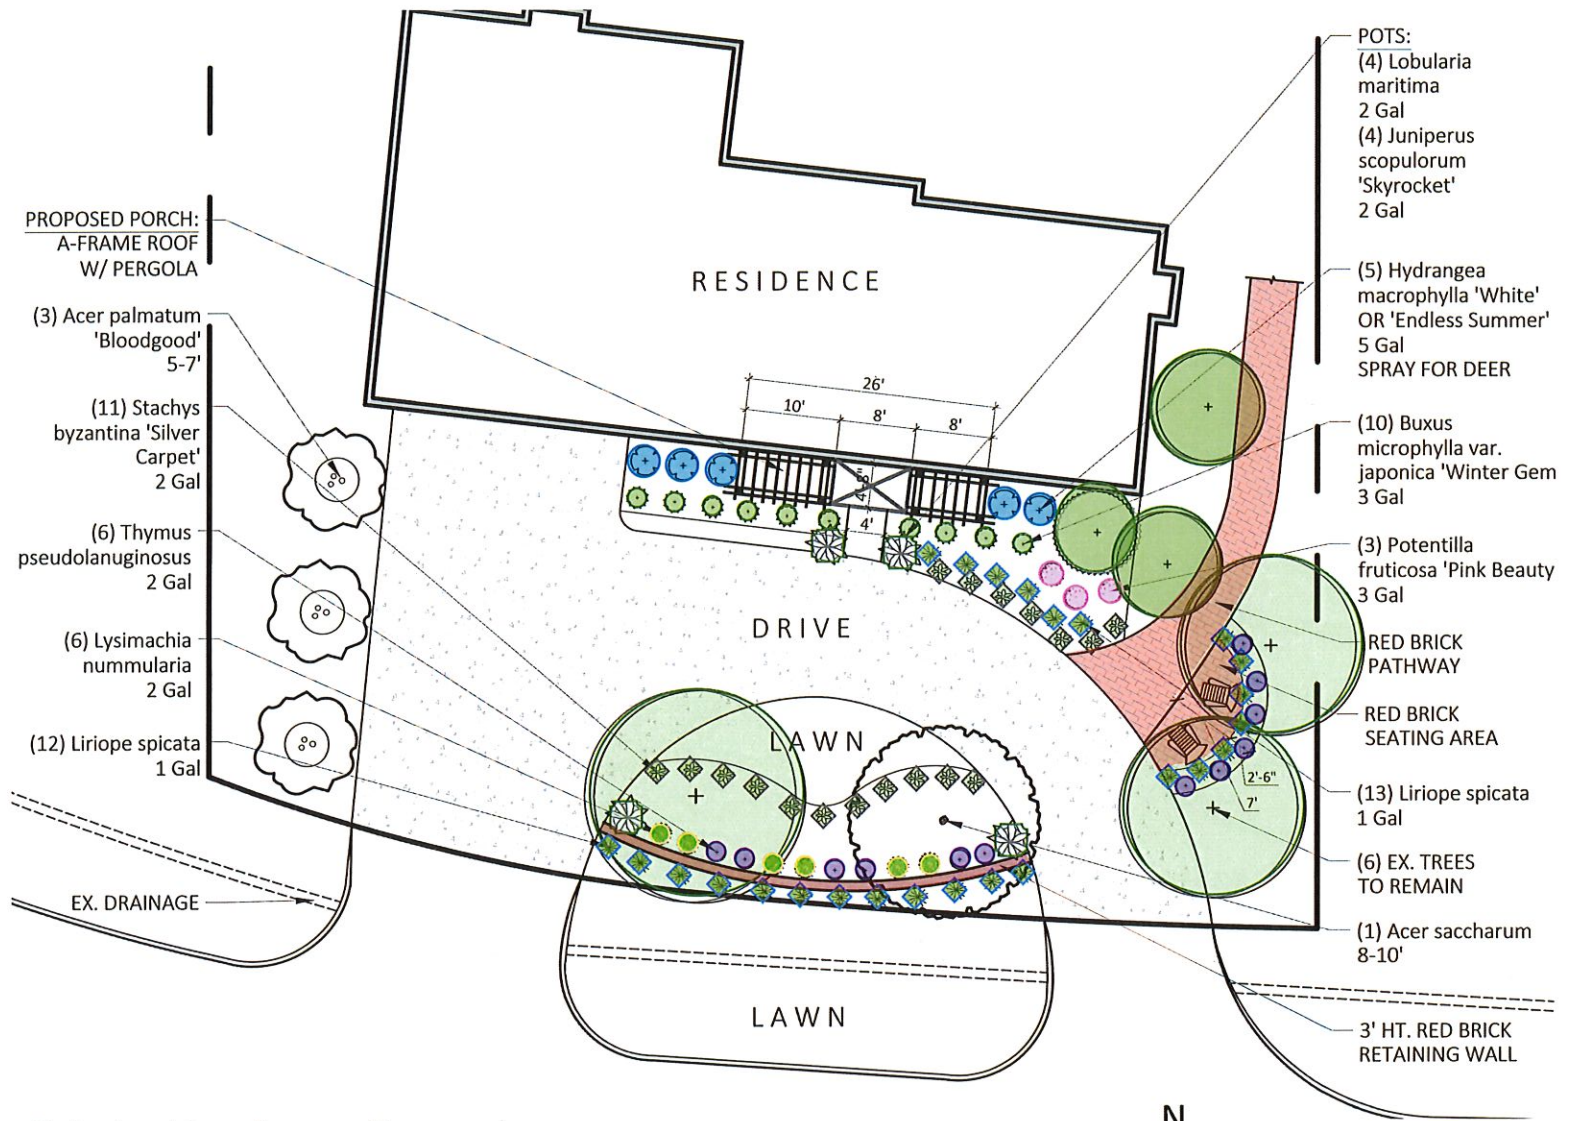 PROPOSED PORCH:
A-FRAME ROOF
W/ PERGOLA
(3) Acer palmatum
'Bloodgood'
5-7'
(11) Stachys
byzantina 'Silver
Carpet'
2 Gal
(6) Thymus
pseudolanuginosus
2 Gal
(6) Lysimachia
nummularia
2 Gal
(12) Liriope spicata
1 Gal
EX. DRAINAGE
RESIDENCE
26'
10'
8'
8'
4'-8"
4'
DRIVE
LAWN
LAWN
2'-6"
7'
N
POTS:
(4) Lobularia
maritima
2 Gal
(4) Juniperus
scopulorum
'Skyrocket'
2 Gal
(5) Hydrangea
macrophylla 'White'
OR 'Endless Summer'
5 Gal
SPRAY FOR DEER
(10) Buxus
microphylla var.
japonica 'Winter Gem
3 Gal
(3) Potentilla
fruticosa 'Pink Beauty
3 Gal
RED BRICK
PATHWAY
RED BRICK
SEATING AREA
(13) Liriope spicata
1 Gal
(6) EX. TREES
TO REMAIN
(1) Acer saccharum
8-10'
3' HT. RED BRICK
RETAINING WALL